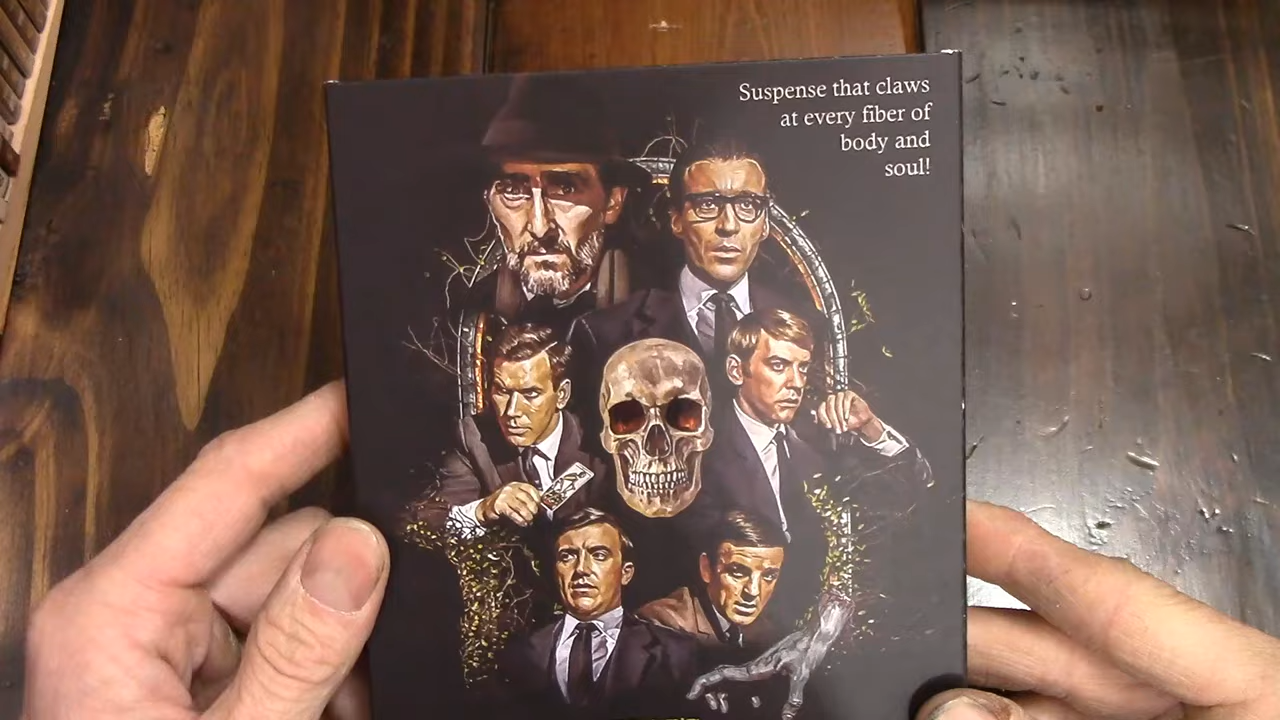 Suspense that claws
at every fiber of
body and
soul!